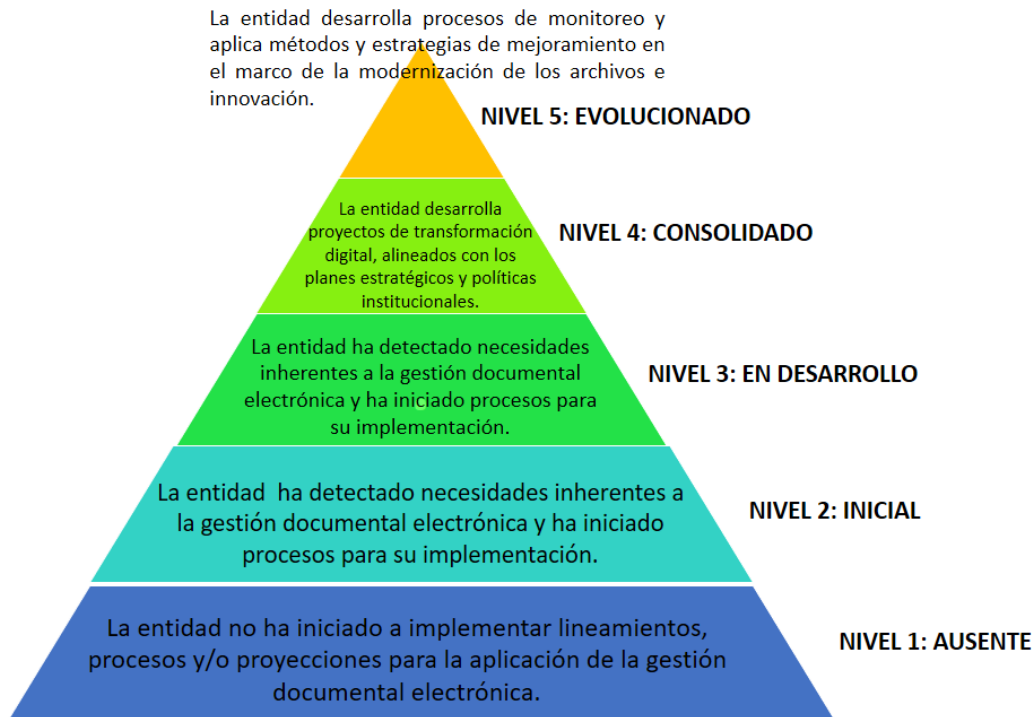 La entidad desarrolla procesos de monitoreo y
aplica métodos y estrategias de mejoramiento en
el marco de la modernización de los archivos e
innovación.
NIVEL 5: EVOLUCIONADO
La entidad desarrolla
proyectos de transformación
digital, alineados con los
planes estratégicos y políticas
institucionales.
NIVEL 4: CONSOLIDADO
La entidad ha detectado necesidades
inherentes a la gestión documental
electrónica y ha iniciado procesos para
su implementación.
NIVEL 3: EN DESARROLLO
La entidad  ha detectado necesidades inherentes a
la gestión documental electrónica y ha iniciado
procesos para su implementación.
NIVEL 2: INICIAL
La entidad no ha iniciado a implementar lineamientos,
procesos y/o proyecciones para la aplicación de la gestión
documental electrónica.
NIVEL 1: AUSENTE